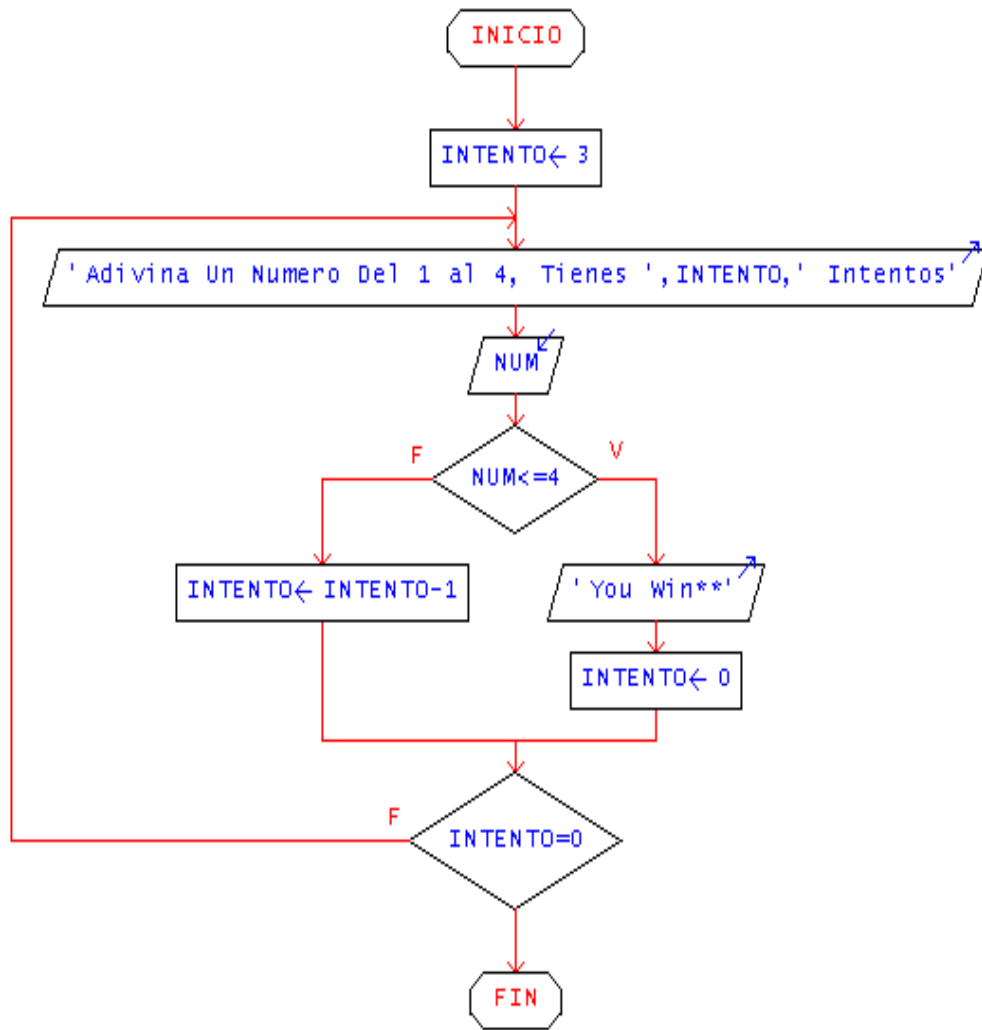 INICIO
INTENTO← 3
'Adivina Un Numero Del 1 al 4, Tienes ',INTENTO,' Intentos'
NUM
F
V
NUM<=4
INTENTO← INTENTO-1
'You Win**'
INTENTO← 0
F
INTENTO=0
FIN